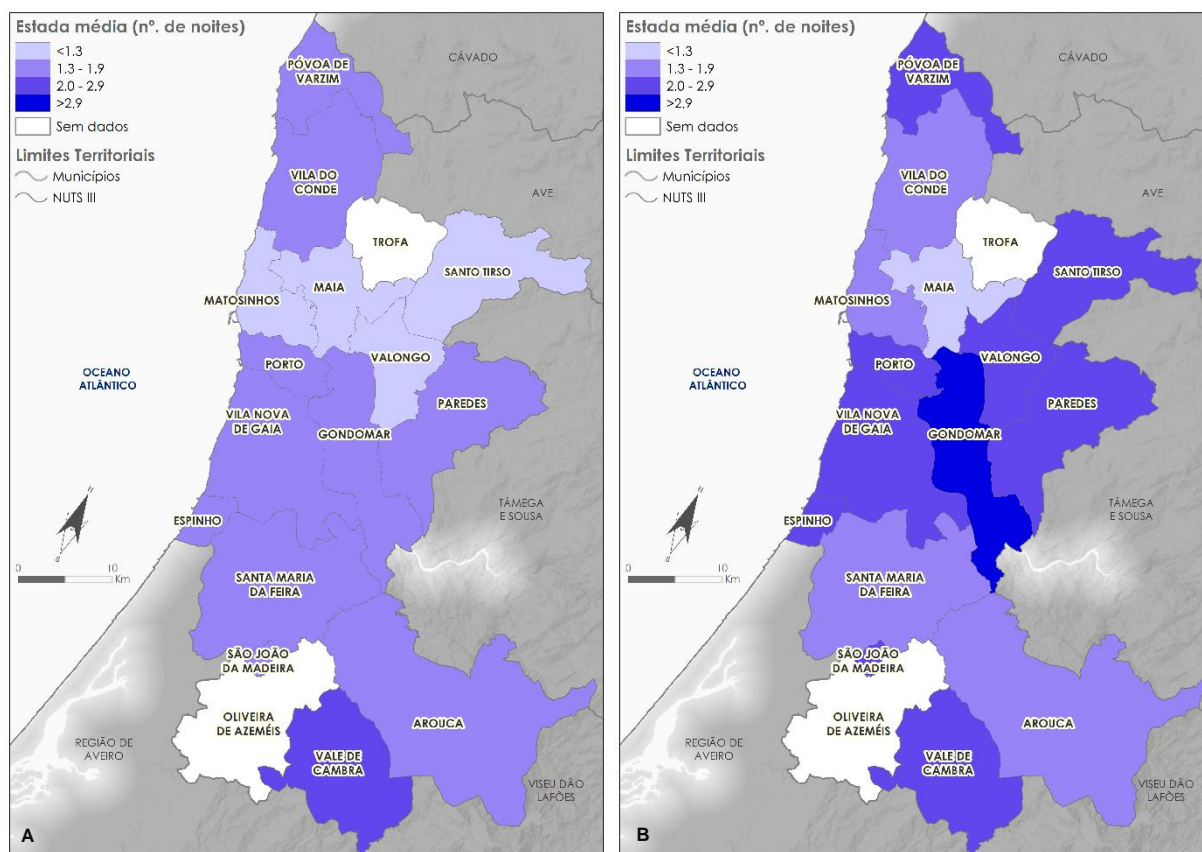 Estada média (nº. de noites)
<1.3
1.3 - 1.9
2.0 - 2.9
>2.9
Sem dados
Limites Territoriais
Municípios
NUTS III
CÁVADO
PÓVOA DE
VARZIM
VILA DO
CONDE
AVE
TROFA
SANTO TIRSO
MAIA
MATOSINHOS
PORTO
VALONGO
OCEANO
ATLÂNTICO
PAREDES
VILA NOVA
DE GAIA
GONDOMAR
N
S
TÂMEGA
E SOUSA
ESPINHO
0 10
Km
SANTA MARIA
DA FEIRA
SÃO JOÃO
DA MADEIRA
OLIVEIRA
DE AZEMÉIS
AROUCA
REGIÃO DE
AVEIRO
VALE DE
CAMBRA
VISEU DÃO
LAFÕES
A
Estada média (nº. de noites)
<1.3
1.3 - 1.9
2.0 - 2.9
>2.9
Sem dados
Limites Territoriais
Municípios
NUTS III
CÁVADO
PÓVOA DE
VARZIM
VILA DO
CONDE
AVE
TROFA
SANTO TIRSO
MAIA
MATOSINHOS
PORTO
VALONGO
OCEANO
ATLÂNTICO
PAREDES
VILA NOVA
DE GAIA
GONDOMAR
N
S
TÂMEGA
E SOUSA
ESPINHO
0 10
Km
SANTA MARIA
DA FEIRA
SÃO JOÃO
DA MADEIRA
OLIVEIRA
DE AZEMÉIS
AROUCA
REGIÃO DE
AVEIRO
VALE DE
CAMBRA
VISEU DÃO
LAFÕES
B